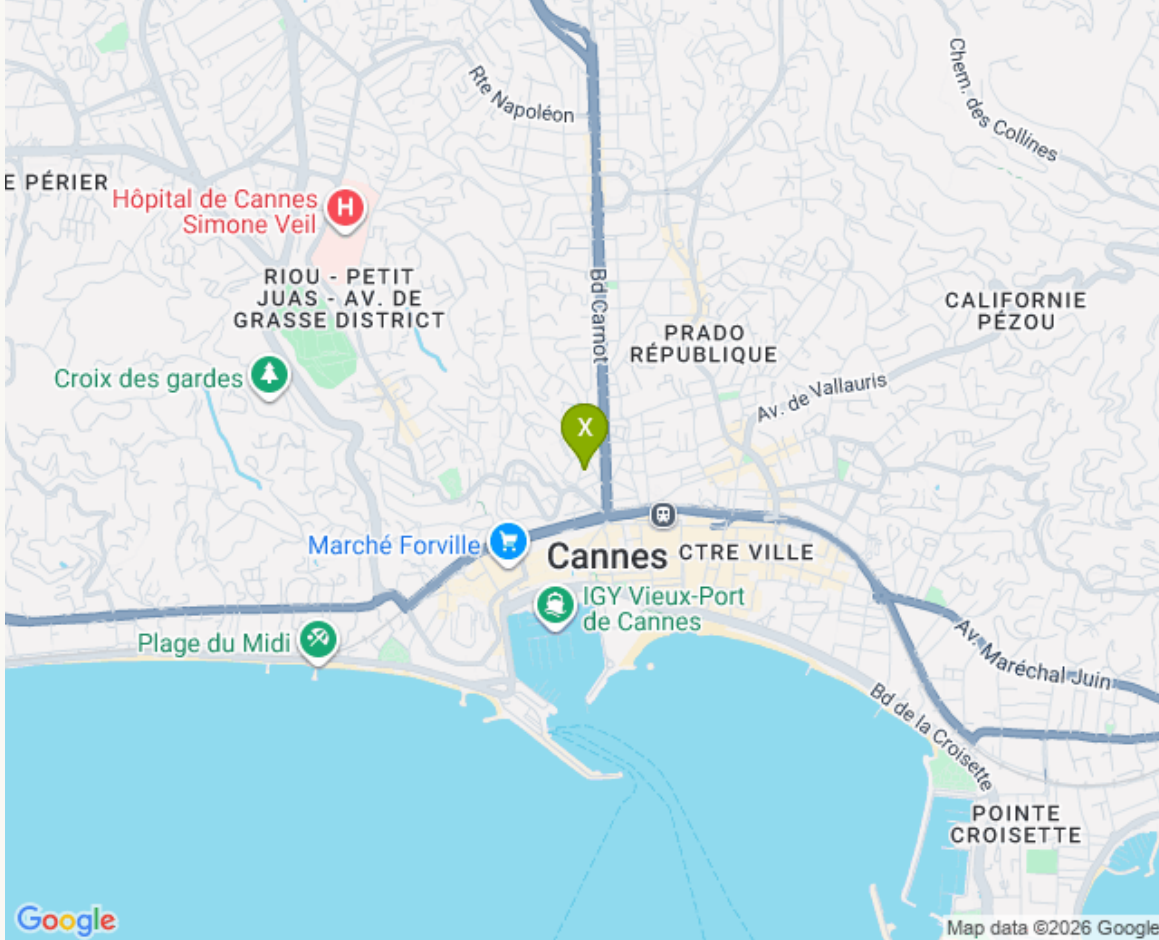 Chem. des Collines
Rte Napoléon
E PÉRIER
Hôpital de Cannes
Simone Veil
H
RIOU - PETIT
JUAS - AV. DE
GRASSE DISTRICT
Bd Carnot
CALIFORNIE
PÉZOU
PRADO
RÉPUBLIQUE
Croix des gardes
Av. de Vallauris
X
Marché Forville
Cannes
CTRE VILLE
IGY Vieux-Port
de Cannes
Plage du Midi
Av. Maréchal Juin
Bd de la Croisette
POINTE
CROISETTE
Google
Map data ©2026 Google